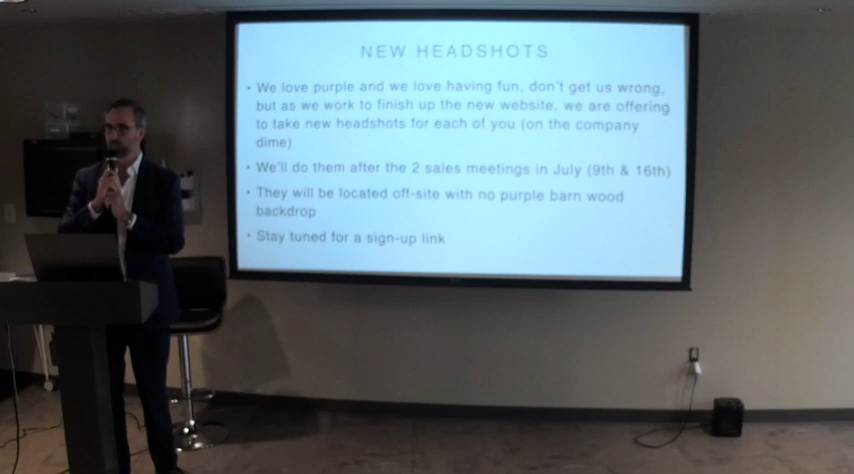 NEW HEADSHOTS
• We love purple and we love having fun, don't get us wrong,
but as we work to finish up the new website, we are offering
to take new headshots for each of you (on the company
dime)
• We'll do them after the 2 sales meetings in July (9th & 16th)
• They will be located off-site with no purple barn wood
backdrop
• Stay tuned for a sign-up link